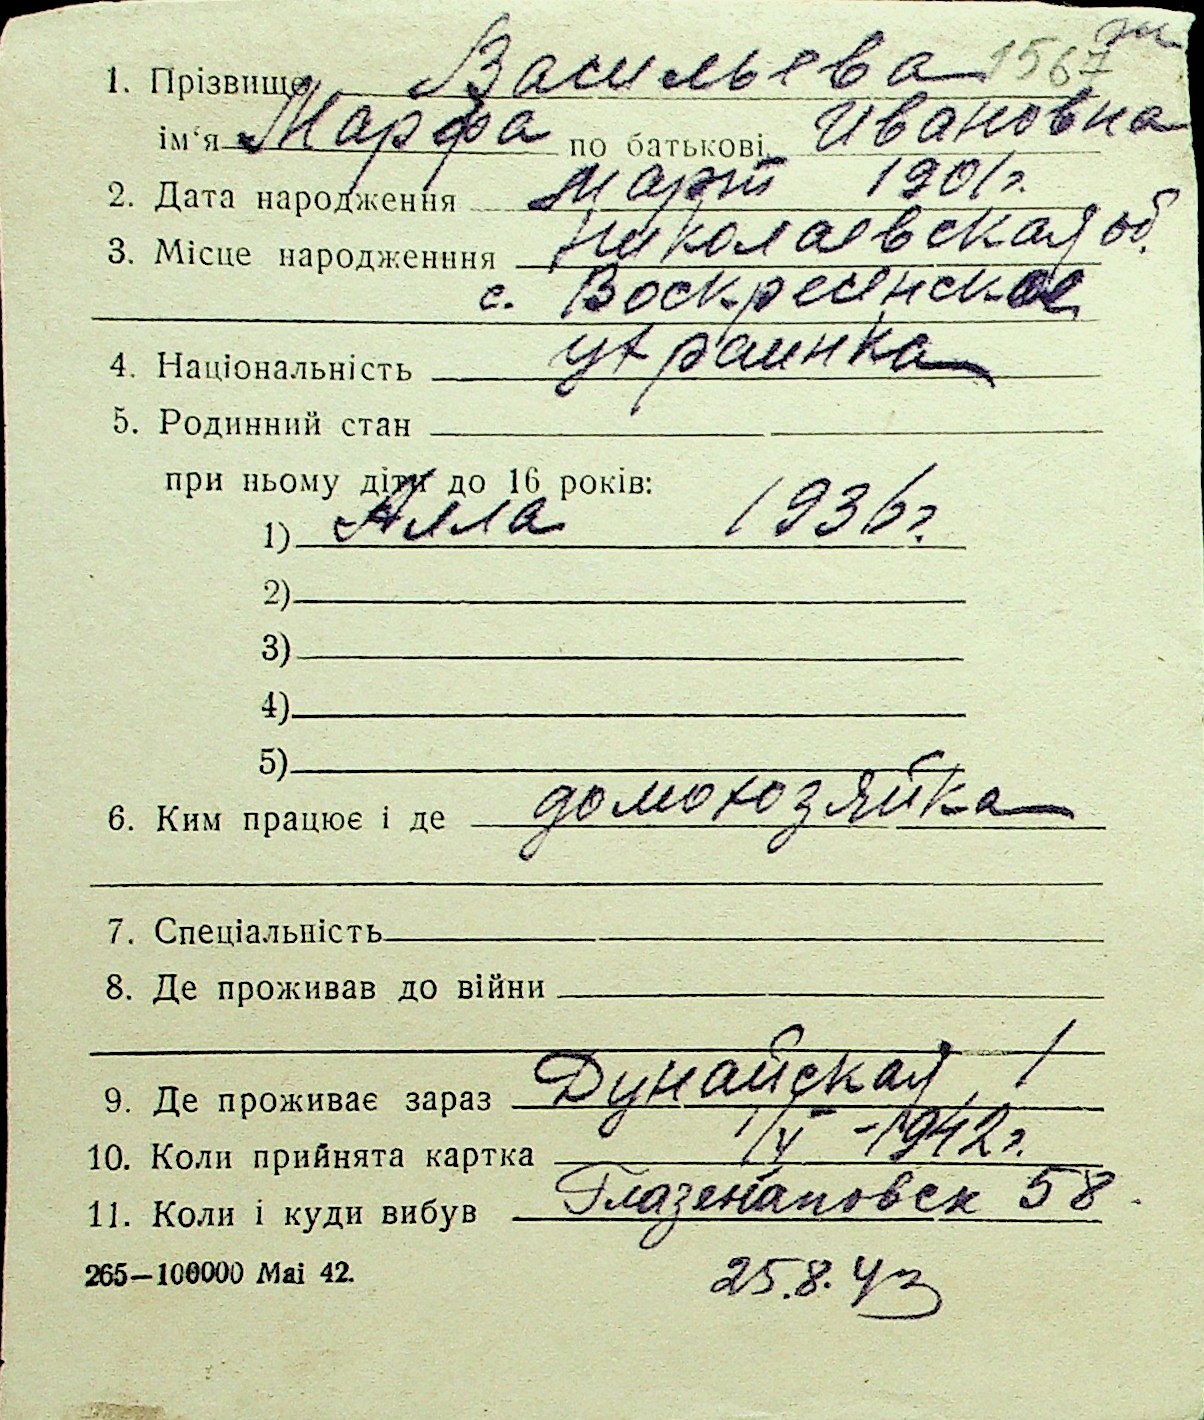 1567
1. Прізвище Васильева
ім‘я Марфа по батькові Ивановна
2. Дата народження март 1901г.
3. Місце народженння Николаевская об.
с. Воскресенское
4. Національність украинка
5. Родинний стан
при ньому діти до 16 років:
1) Алла 1936г.
2)
3)
4)
5)
6. Ким працює і де домохозяйка
7. Спеціальність
8. Де проживав до війни
9. Де проживає зараз Дунайская, 1
10. Коли прийнята картка 1/V - 1942г.
11. Коли і куди вибув Глазенаповск 58.
265—100000 Mai 42.
25.8.43